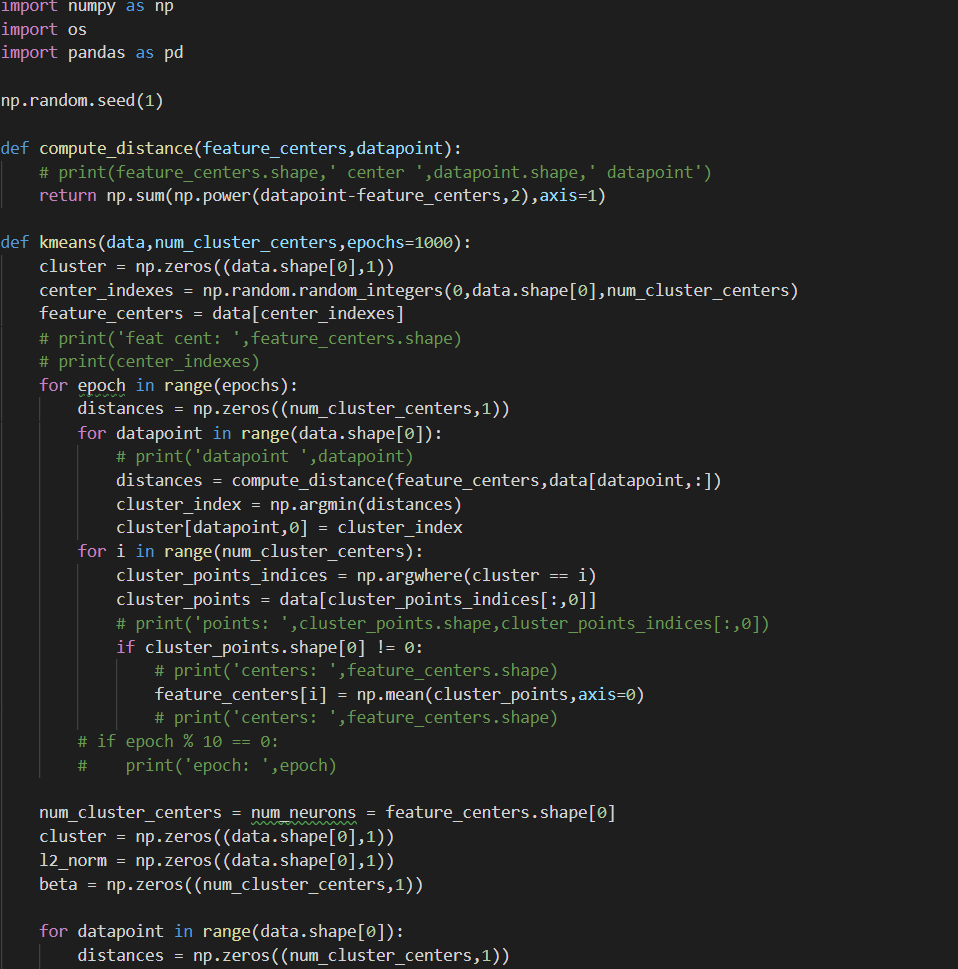 import numpy as np
import os
import pandas as pd
np.random.seed(1)
def compute_distance(feature_centers,datapoint):
# print(feature_centers.shape,' center ',datapoint.shape,' datapoint')
return np.sum(np.power(datapoint-feature_centers,2),axis=1)
def kmeans(data,num_cluster_centers,epochs=1000):
cluster = np.zeros((data.shape[0],1))
center_indexes = np.random.random_integers(0,data.shape[0],num_cluster_centers)
feature_centers = data[center_indexes]
# print('feat cent: ',feature_centers.shape)
# print(center_indexes)
for epoch in range(epochs):
distances = np.zeros((num_cluster_centers,1))
for datapoint in range(data.shape[0]):
# print('datapoint ',datapoint)
distances = compute_distance(feature_centers,data[datapoint,:])
cluster_index = np.argmin(distances)
cluster[datapoint,0] = cluster_index
for i in range(num_cluster_centers):
cluster_points_indices = np.argwhere(cluster == i)
cluster_points = data[cluster_points_indices[:,0]]
# print('points: ',cluster_points.shape,cluster_points_indices[:,0])
if cluster_points.shape[0] != 0:
# print('centers: ',feature_centers.shape)
feature_centers[i] = np.mean(cluster_points,axis=0)
# print('centers: ',feature_centers.shape)
# if epoch % 10 == 0:
#    print('epoch: ',epoch)
num_cluster_centers = num_neurons = feature_centers.shape[0]
cluster = np.zeros((data.shape[0],1))
l2_norm = np.zeros((data.shape[0],1))
beta = np.zeros((num_cluster_centers,1))
for datapoint in range(data.shape[0]):
distances = np.zeros((num_cluster_centers,1))